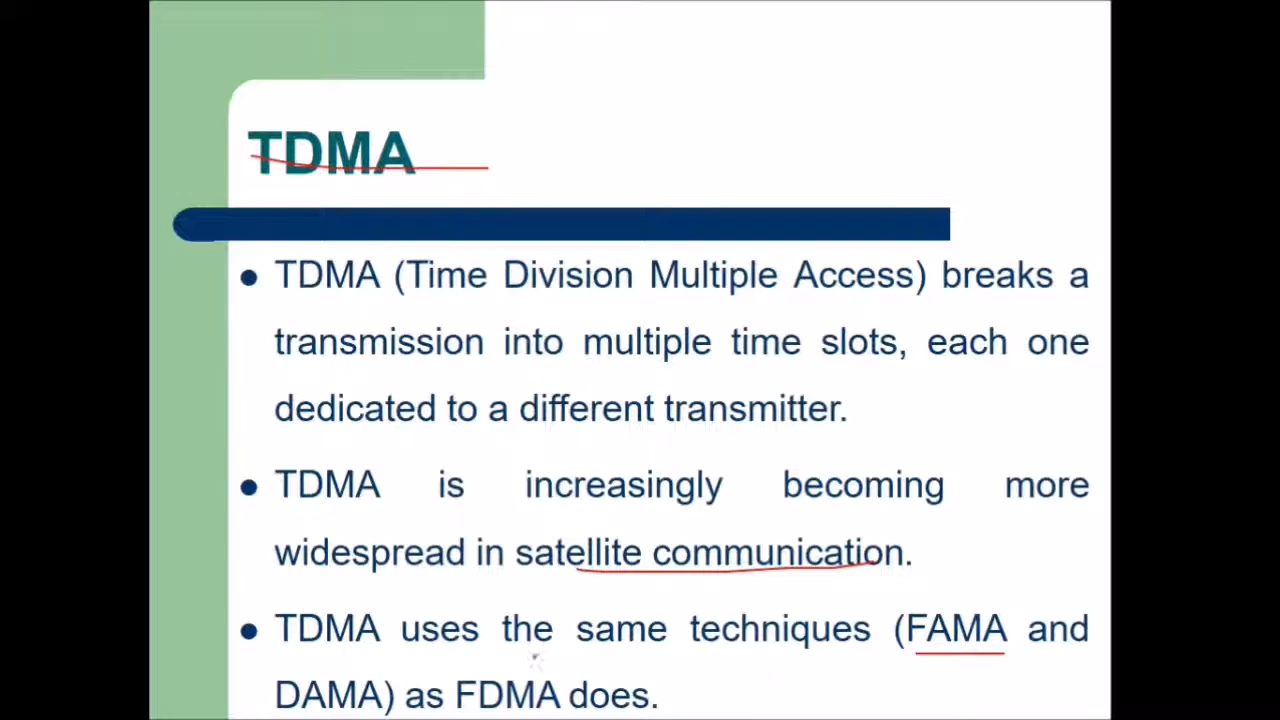 TDMA
TDMA (Time Division Multiple Access) breaks a
transmission into multiple time slots, each one
dedicated to a different transmitter.
TDMA is increasingly becoming more
widespread in satellite communication.
TDMA uses the same techniques (FAMA and
DAMA) as FDMA does.